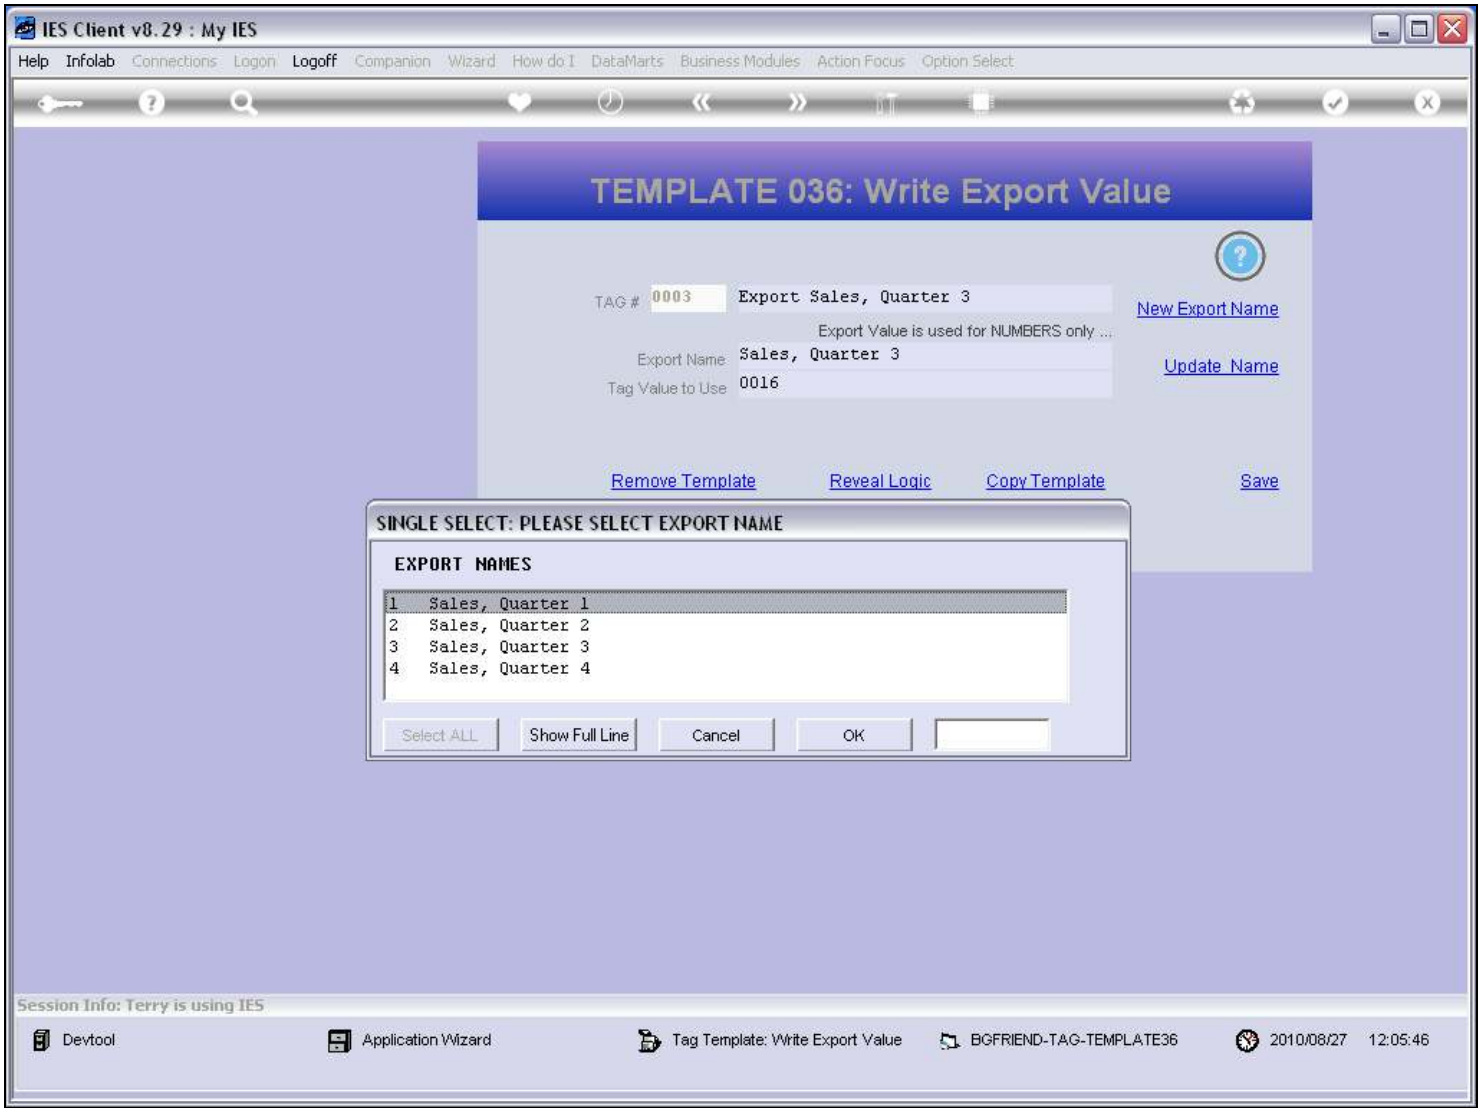 IES Client v8.29 : My IES
Help Infolab Connections Logon Logoff Companion Wizard How do I DataMarts Business Modules Action Focus Option Select
TEMPLATE 036: Write Export Value
TAG # 0003 Export Sales, Quarter 3
New Export Name
Export Value is used for NUMBERS only ...
Export Name Sales, Quarter 3
Update Name
Tag Value to Use 0016
Remove Template Reveal Logic Copy Template Save
SINGLE SELECT: PLEASE SELECT EXPORT NAME
EXPORT NAMES
1 Sales, Quarter 1
2 Sales, Quarter 2
3 Sales, Quarter 3
4 Sales, Quarter 4
Select ALL Show Full Line Cancel OK
Session Info: Terry is using IES
Devtool Application Wizard Tag Template: Write Export Value BGFRIEND-TAG-TEMPLATE36 2010/08/27 12:05:46